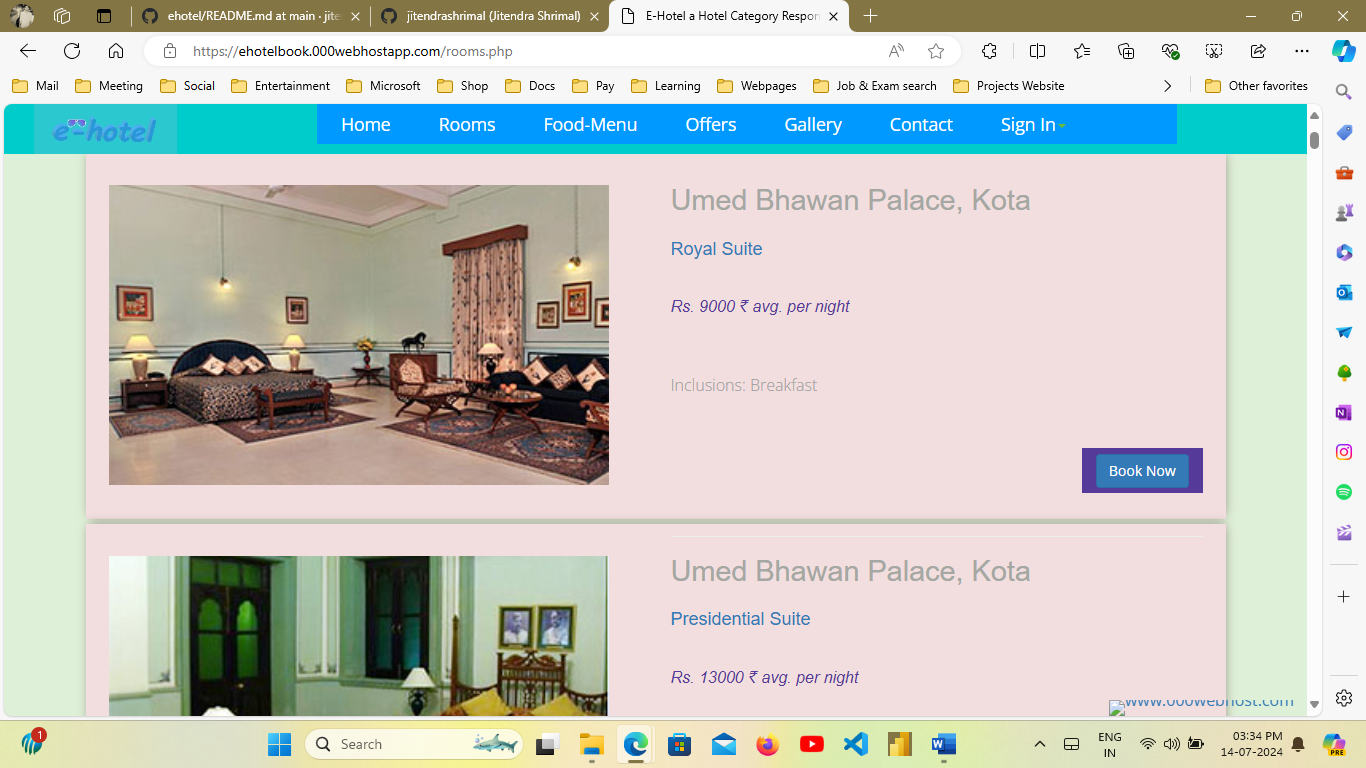 ehotel/README.md at main · jite
jitendrashrimal (Jitendra Shrimal)
E-Hotel a Hotel Category Respon
https://ehotelbook.000webhostapp.com/rooms.php
Mail Meeting Social Entertainment Microsoft Shop Docs Pay Learning Webpages Job & Exam search Projects Website Other favorites
e-hotel
Home Rooms Food-Menu Offers Gallery Contact Sign In
Umed Bhawan Palace, Kota
Royal Suite
Rs. 9000 ₹ avg. per night
Inclusions: Breakfast
Book Now
Umed Bhawan Palace, Kota
Presidential Suite
Rs. 13000 ₹ avg. per night
www.000webhost.com
1
Search
ENG
IN
03:34 PM
14-07-2024
PRE